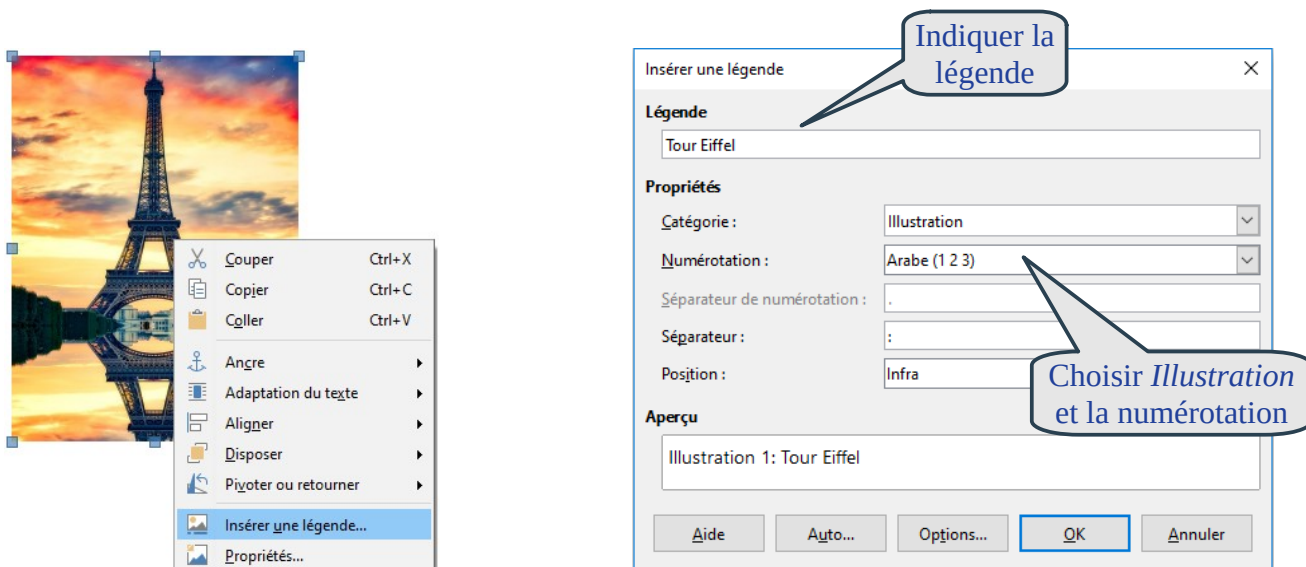 Couper Ctrl+X
Copier Ctrl+C
Coller Ctrl+V
Ancre
Adaptation du texte
Aligner
Disposer
Pivoter ou retourner
Insérer une légende...
Propriétés...
Indiquer la
légende
Insérer une légende
Légende
Tour Eiffel
Propriétés
Catégorie : Illustration
Numérotation : Arabe (1 2 3)
Séparateur de numérotation : .
Séparateur : :
Position : Infra
Choisir Illustration
et la numérotation
Aperçu
Illustration 1: Tour Eiffel
Aide Auto... Options... OK Annuler